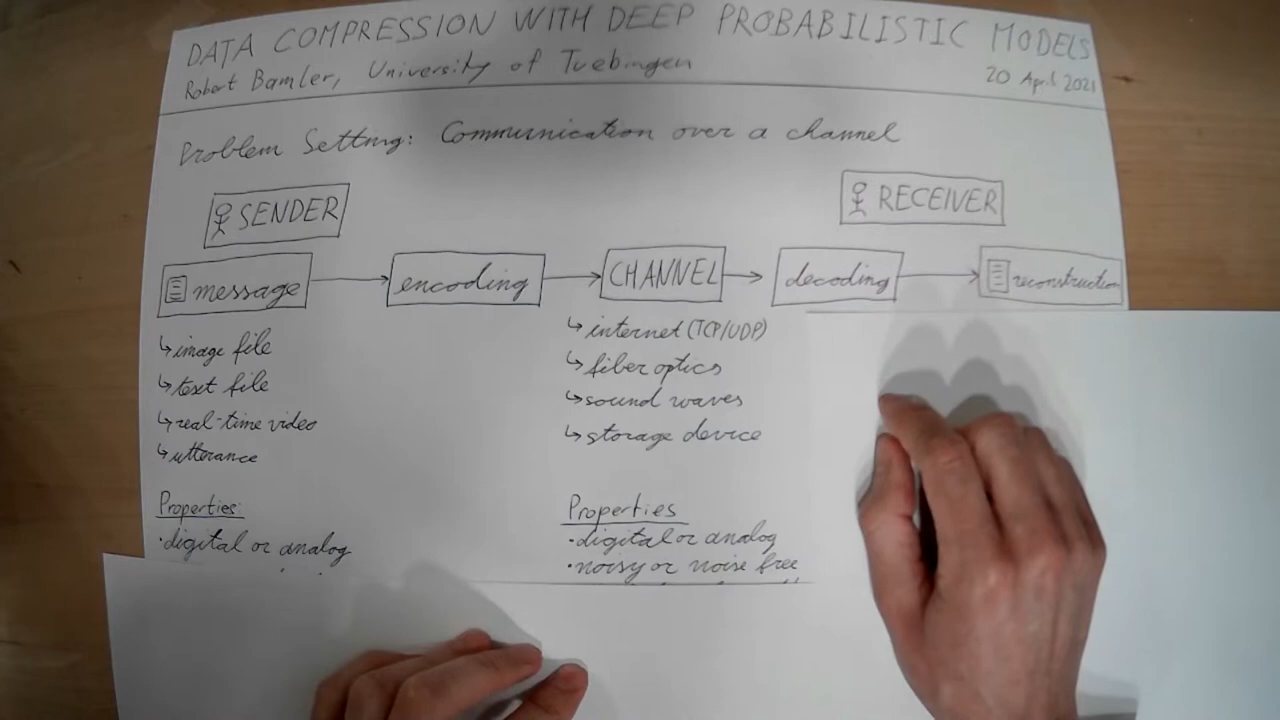 DATA COMPRESSION WITH DEEP PROBABILISTIC MODELS
Robert Bamler, University of Tuebingen
20 April 2021
Problem Setting: Communication over a channel
SENDER
RECEIVER
message
encoding
CHANNEL
decoding
reconstruction
↳ image file
↳ text file
↳ real-time video
↳ utterance
↳ internet (TCP/UDP)
↳ fiber optics
↳ sound waves
↳ storage device
Properties:
· digital or analog
Properties
· digital or analog
· noisy or noise free